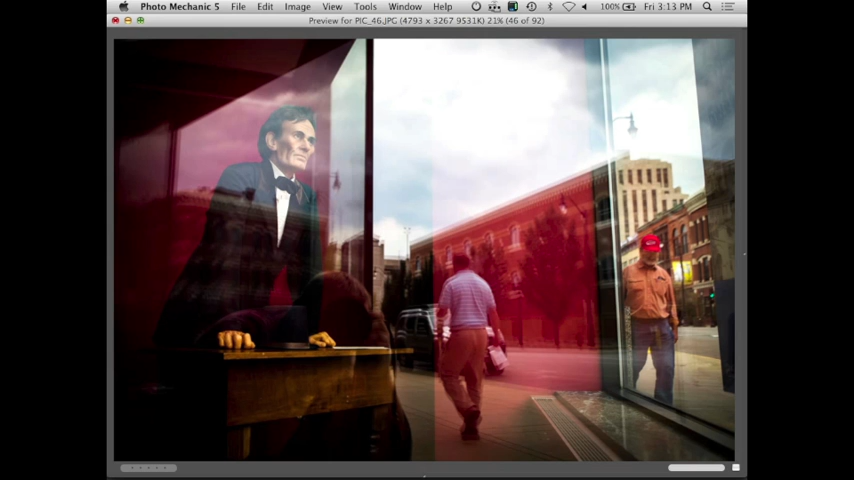 Photo Mechanic 5 File Edit Image View Tools Window Help 100% Fri 3:13 PM
Preview for PIC_46.JPG (4793 x 3267 9531K) 21% (46 of 92)